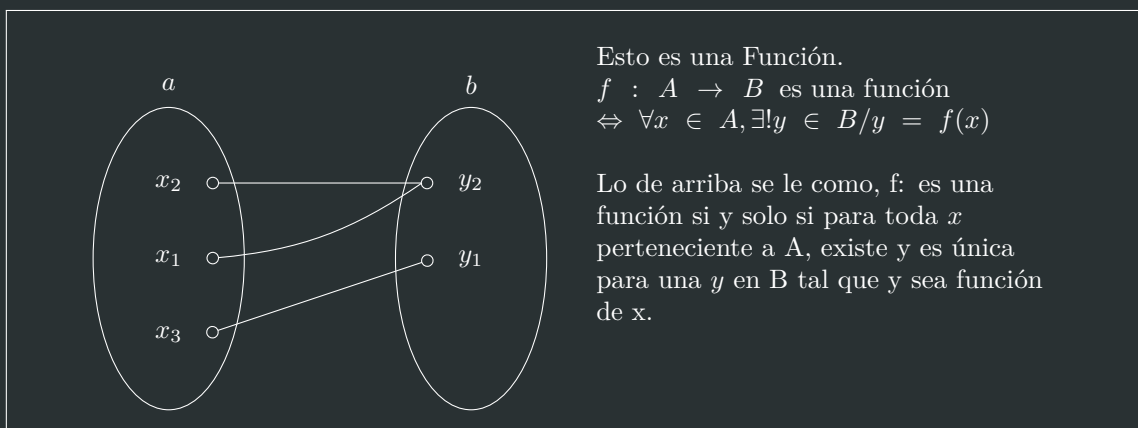 a
b
x₂
y₂
x₁
y₁
x₃
Esto es una Función.
f : A → B es una función
⇔ ∀x ∈ A, ∃!y ∈ B/y = f(x)
Lo de arriba se le como, f: es una
función si y solo si para toda x
perteneciente a A, existe y es única
para una y en B tal que y sea función
de x.